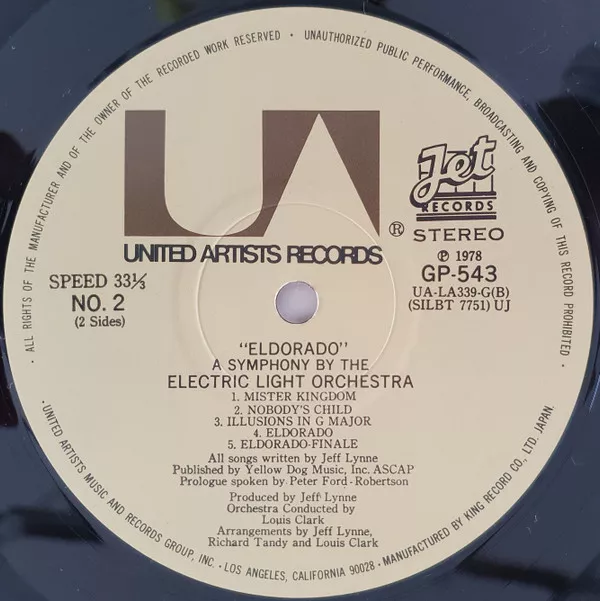 · ALL RIGHTS OF THE MANUFACTURER AND OF THE OWNER OF THE RECORDED WORK RESERVED · UNAUTHORIZED PUBLIC PERFORMANCE, BROADCASTING AND COPYING OF THIS RECORD PROHIBITED ·
UA
®
UNITED ARTISTS RECORDS
Jet
RECORDS
STEREO
℗ 1978
GP-543
UA-LA339-G(B)
(SILBT 7751) UJ
SPEED 33⅓
NO. 2
(2 Sides)
"ELDORADO"
A SYMPHONY BY THE
ELECTRIC LIGHT ORCHESTRA
1. MISTER KINGDOM
2. NOBODY'S CHILD
3. ILLUSIONS IN G MAJOR
4. ELDORADO
5. ELDORADO-FINALE
All songs written by Jeff Lynne
Published by Yellow Dog Music, Inc. ASCAP
Prologue spoken by Peter Ford-Robertson
Produced by Jeff Lynne
Orchestra Conducted by
Louis Clark
Arrangements by Jeff Lynne,
Richard Tandy and Louis Clark
· UNITED ARTISTS MUSIC AND RECORDS GROUP, INC. · LOS ANGELES, CALIFORNIA 90028 · MANUFACTURED BY KING RECORD CO., LTD. JAPAN.